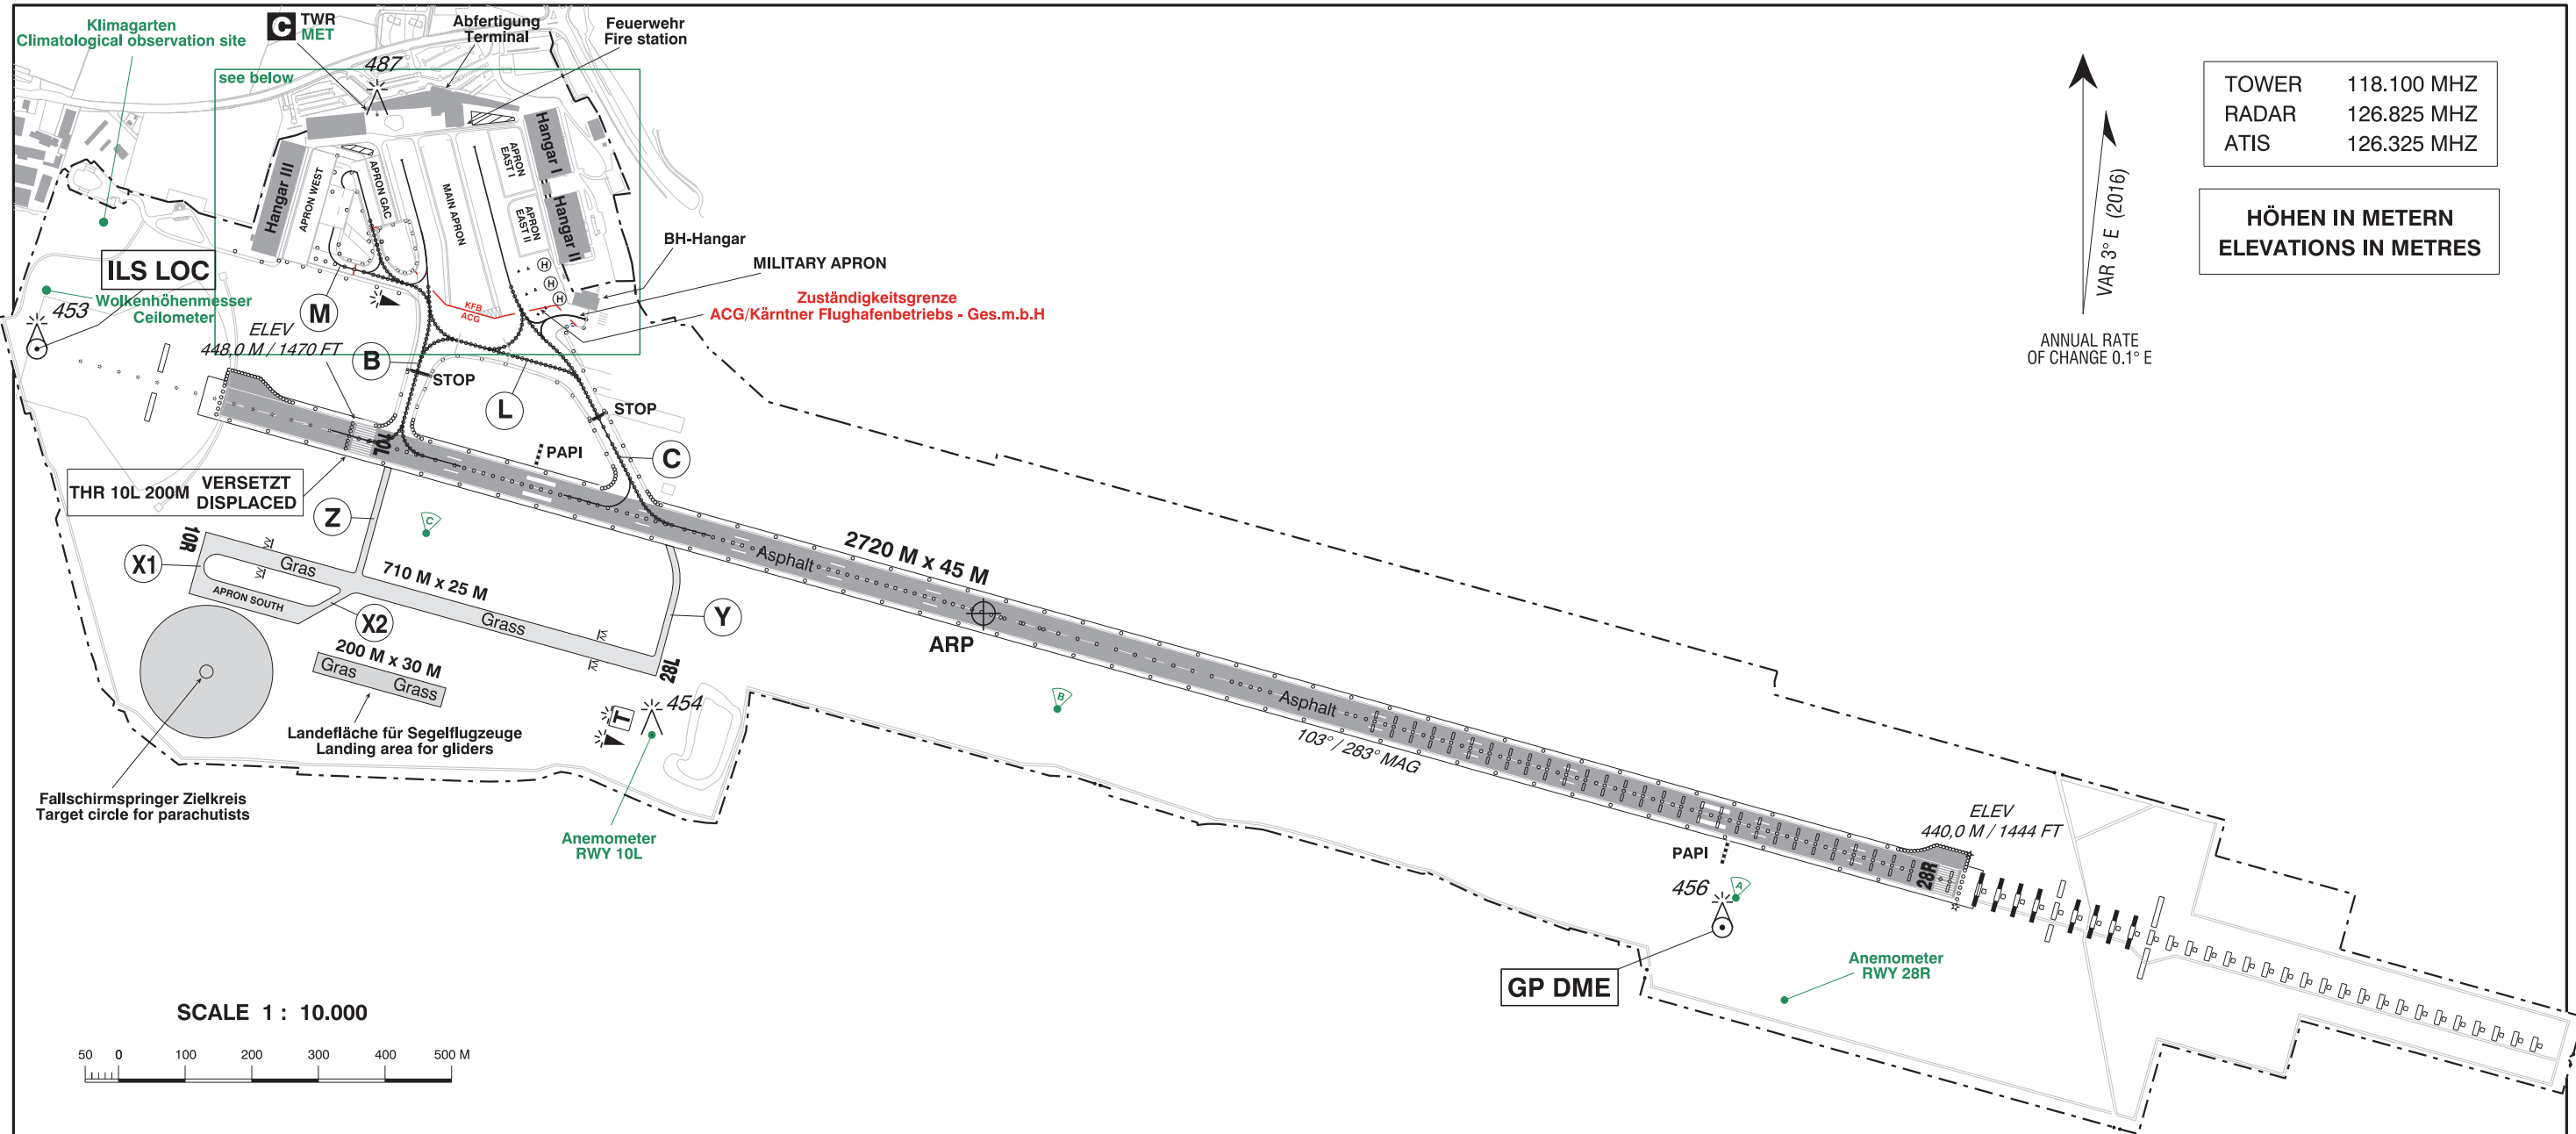 Klimagarten
Climatological observation site
C TWR
MET
Abfertigung
Terminal
Feuerwehr
Fire station
see below
487
TOWER 118.100 MHZ
RADAR 126.825 MHZ
ATIS 126.325 MHZ
HÖHEN IN METERN
ELEVATIONS IN METRES
VAR 3° E (2016)
ANNUAL RATE
OF CHANGE 0.1° E
Hangar III
APRON WEST
APRON GAC
MAIN APRON
APRON
EAST I
APRON
EAST II
Hangar I
Hangar II
H
H
H
BH-Hangar
MILITARY APRON
Zuständigkeitsgrenze
ACG/Kärntner Flughafenbetriebs - Ges.m.b.H
KFB
ACG
ILS LOC
Wolkenhöhenmesser
Ceilometer
453
M
ELEV
448,0 M / 1470 FT
B
STOP
L
STOP
C
PAPI
10L
THR 10L 200M VERSETZT
DISPLACED
Z
C
10R
X1
Gras
710 M x 25 M
APRON SOUTH
X2
Grass
Y
28L
200 M x 30 M
Gras
Grass
Landefläche für Segelflugzeuge
Landing area for gliders
Fallschirmspringer Zielkreis
Target circle for parachutists
T
454
Anemometer
RWY 10L
Asphalt
2720 M x 45 M
ARP
B
Asphalt
103° / 283° MAG
PAPI
456
A
GP DME
ELEV
440,0 M / 1444 FT
28R
Anemometer
RWY 28R
SCALE 1 : 10.000
50 0 100 200 300 400 500 M